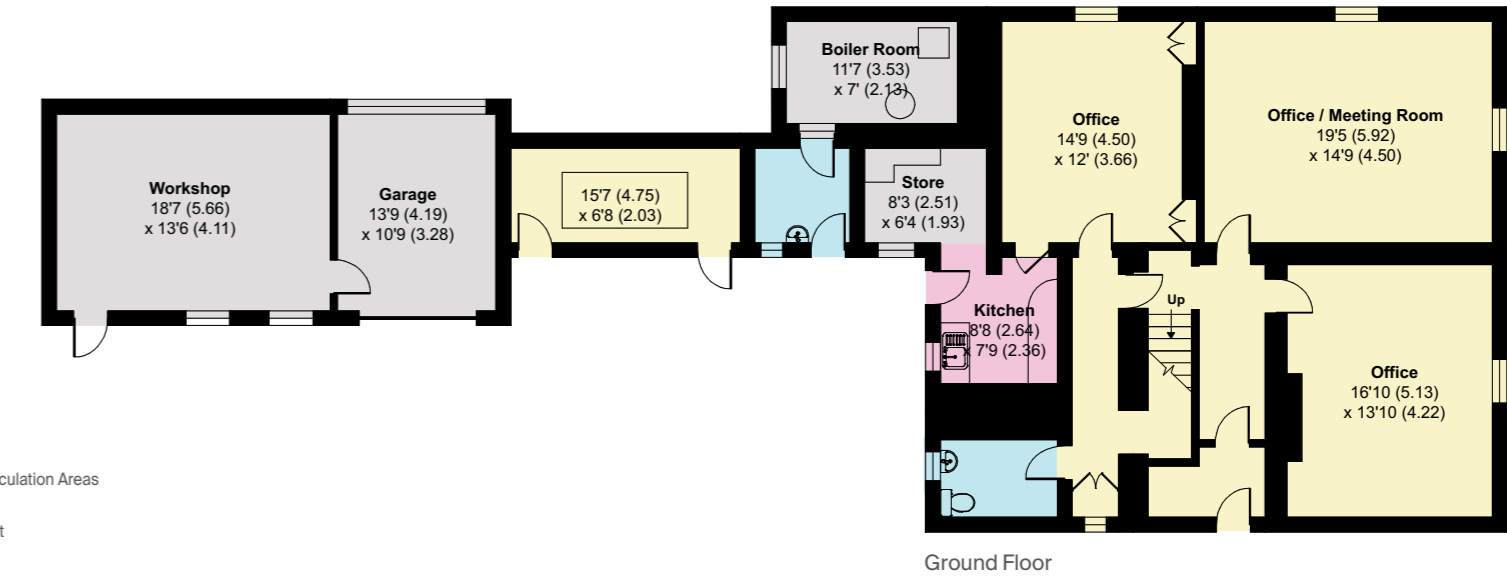 Boiler Room
11'7 (3.53)
x 7' (2.13)
Office
14'9 (4.50)
x 12' (3.66)
Office / Meeting Room
19'5 (5.92)
x 14'9 (4.50)
Workshop
18'7 (5.66)
x 13'6 (4.11)
Garage
13'9 (4.19)
x 10'9 (3.28)
15'7 (4.75)
x 6'8 (2.03)
Store
8'3 (2.51)
x 6'4 (1.93)
Kitchen
8'8 (2.64)
x 7'9 (2.36)
Up
Office
16'10 (5.13)
x 13'10 (4.22)
culation Areas
t
Ground Floor